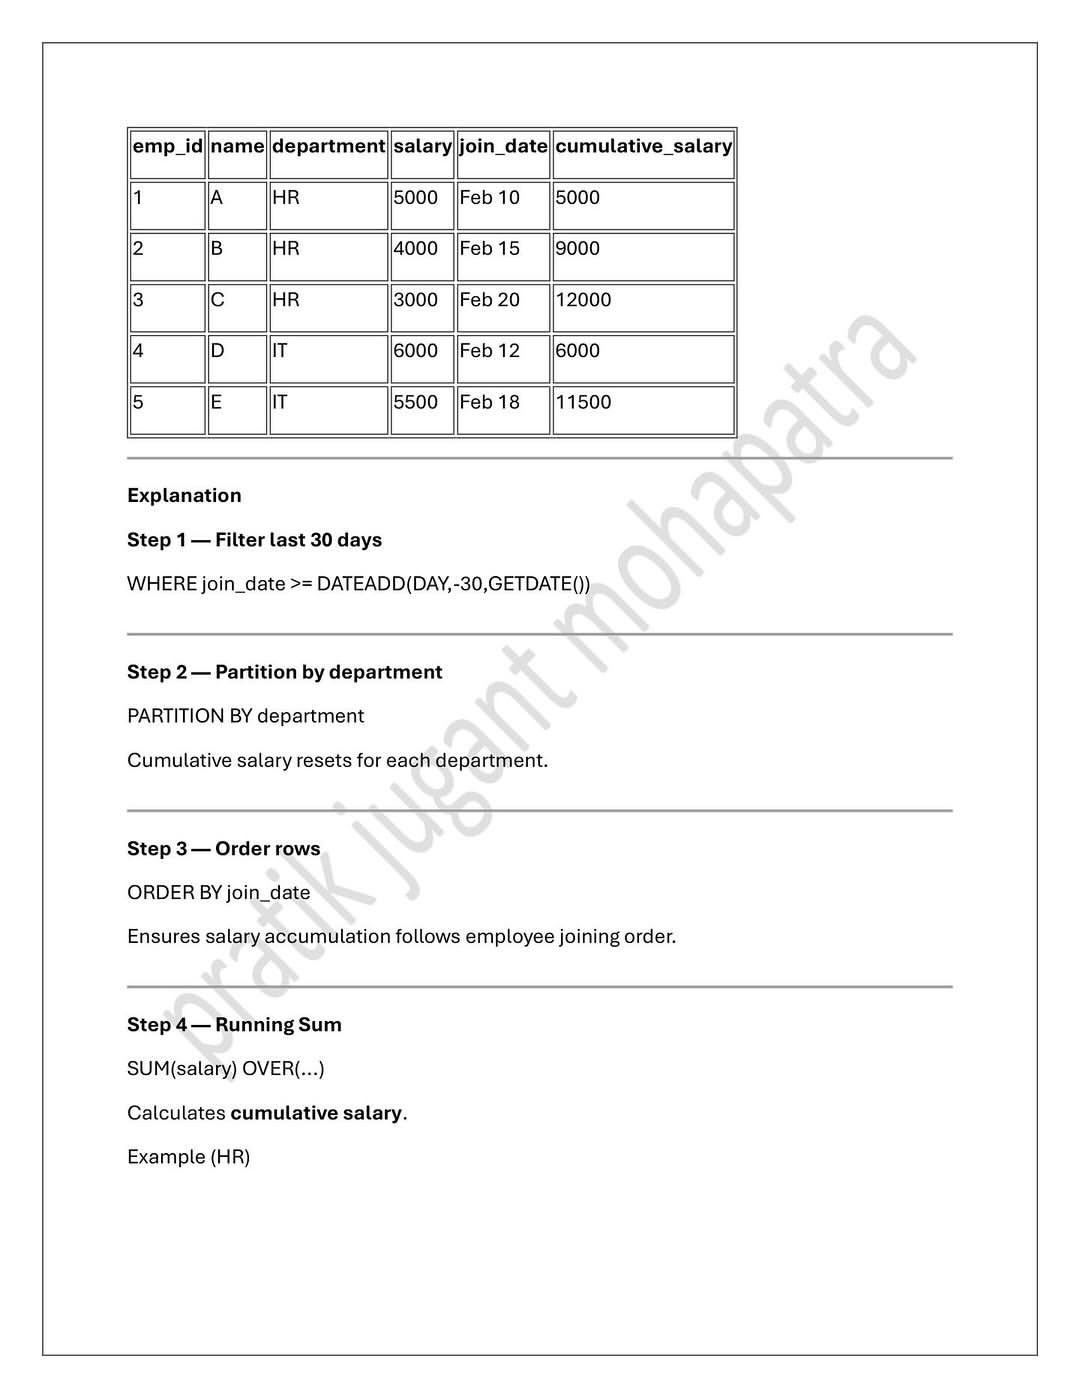 emp_id name department salary join_date cumulative_salary
1 A HR 5000 Feb 10 5000
2 B HR 4000 Feb 15 9000
3 C HR 3000 Feb 20 12000
4 D IT 6000 Feb 12 6000
5 E IT 5500 Feb 18 11500
Explanation
Step 1 — Filter last 30 days
WHERE join_date >= DATEADD(DAY,-30,GETDATE())
Step 2 — Partition by department
PARTITION BY department
Cumulative salary resets for each department.
Step 3 — Order rows
ORDER BY join_date
Ensures salary accumulation follows employee joining order.
Step 4 — Running Sum
SUM(salary) OVER(...)
Calculates cumulative salary.
Example (HR)
pratik jugant mohapatra